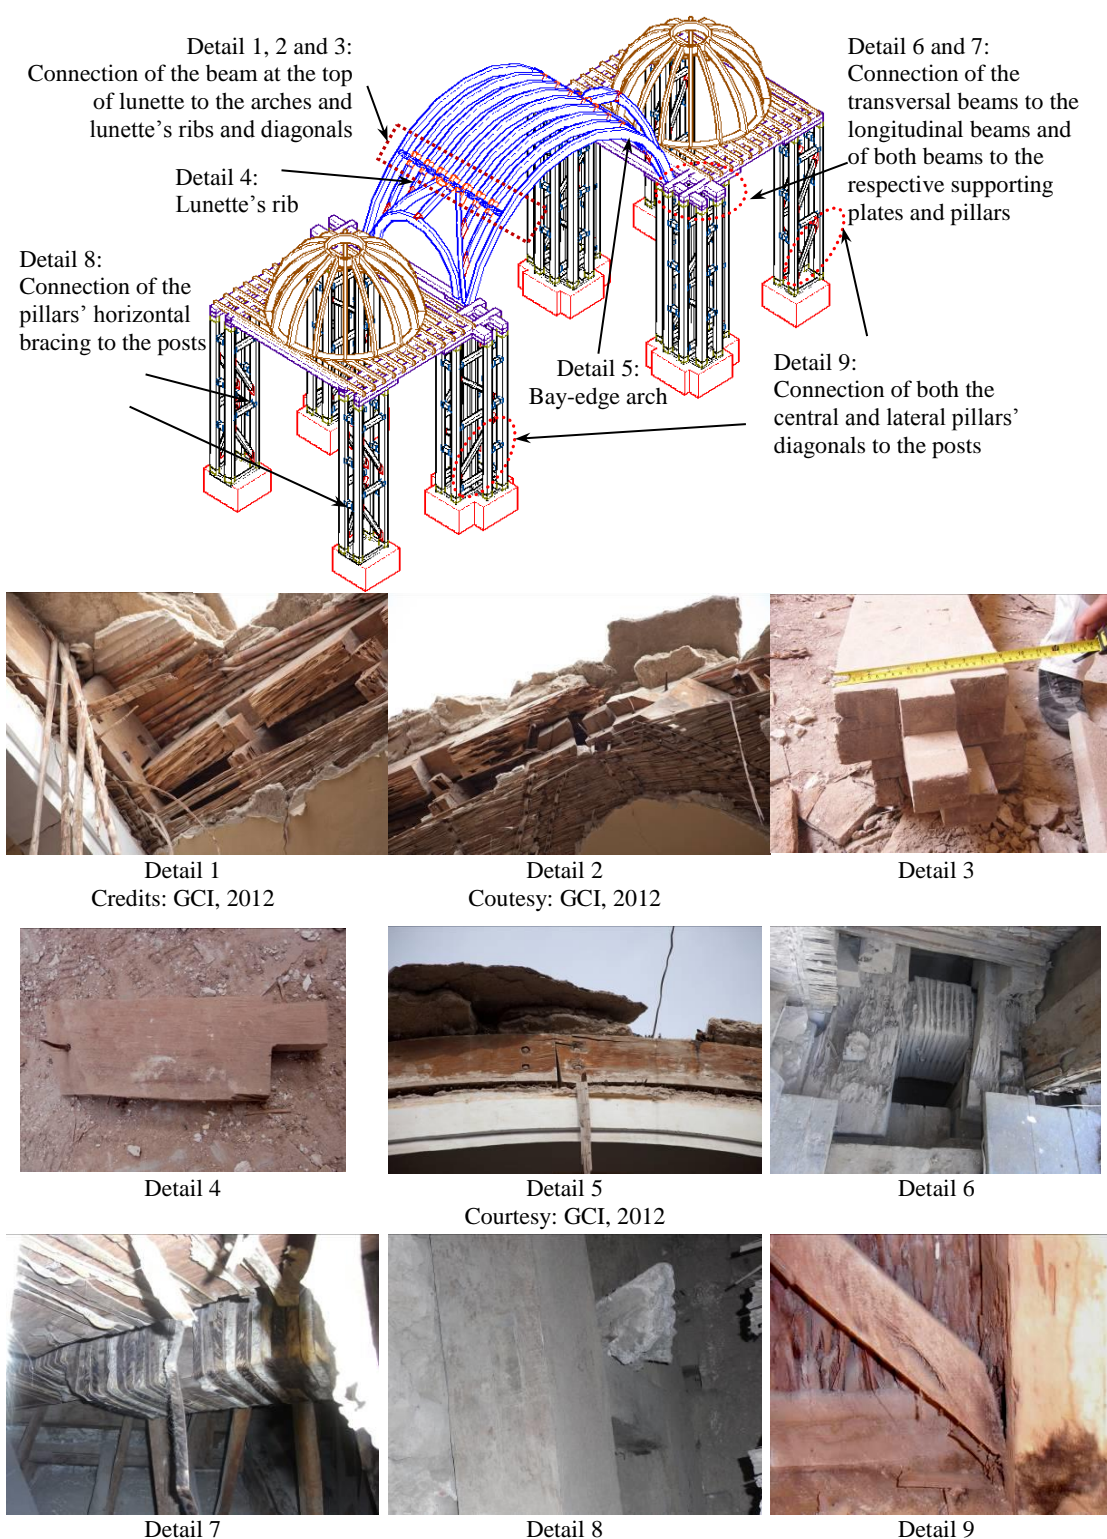 Detail 1, 2 and 3:
Connection of the beam at the top
of lunette to the arches and
lunette's ribs and diagonals
Detail 4:
Lunette's rib
Detail 6 and 7:
Connection of the
transversal beams to the
longitudinal beams and
of both beams to the
respective supporting
plates and pillars
Detail 8:
Connection of the
pillars' horizontal
bracing to the posts
Detail 5:
Bay-edge arch
Detail 9:
Connection of both the
central and lateral pillars'
diagonals to the posts
Detail 1
Credits: GCI, 2012
Detail 2
Coutesy: GCI, 2012
Detail 3
Detail 4
Detail 5
Courtesy: GCI, 2012
Detail 6
Detail 7
Detail 8
Detail 9